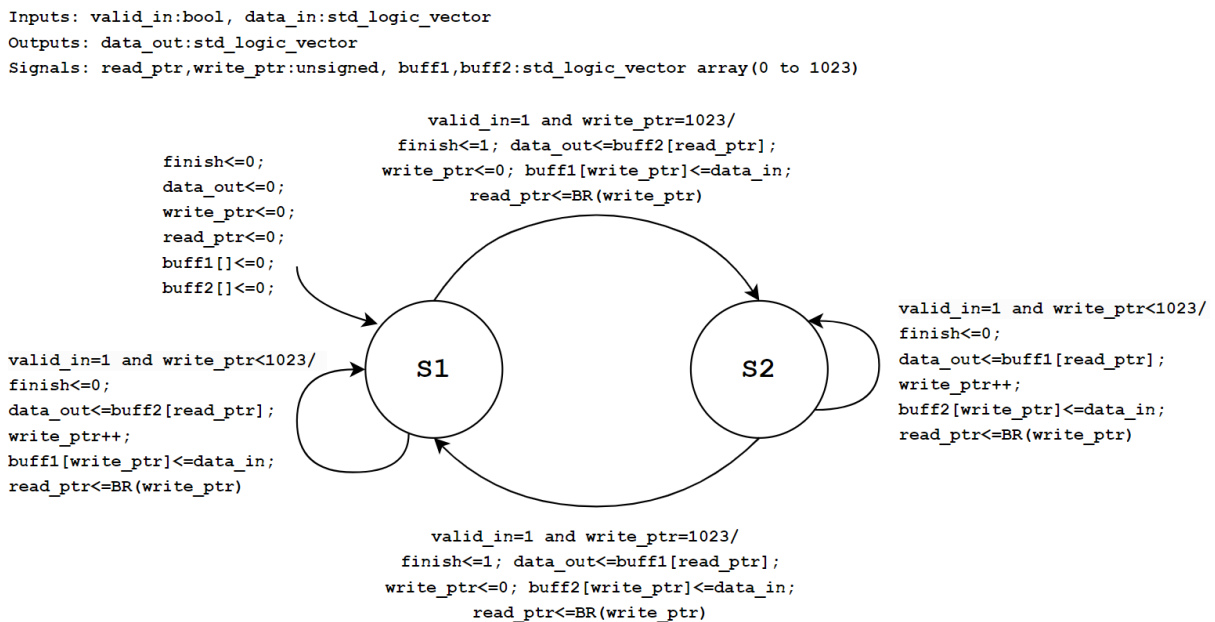 Inputs: valid_in:bool, data_in:std_logic_vector
Outputs: data_out:std_logic_vector
Signals: read_ptr,write_ptr:unsigned, buff1,buff2:std_logic_vector array(0 to 1023)
valid_in=1 and write_ptr=1023/
finish<=1; data_out<=buff2[read_ptr];
write_ptr<=0; buff1[write_ptr]<=data_in;
read_ptr<=BR(write_ptr)
finish<=0;
data_out<=0;
write_ptr<=0;
read_ptr<=0;
buff1[]<=0;
buff2[]<=0;
S1
S2
valid_in=1 and write_ptr<1023/
finish<=0;
data_out<=buff2[read_ptr];
write_ptr++;
buff1[write_ptr]<=data_in;
read_ptr<=BR(write_ptr)
valid_in=1 and write_ptr<1023/
finish<=0;
data_out<=buff1[read_ptr];
write_ptr++;
buff2[write_ptr]<=data_in;
read_ptr<=BR(write_ptr)
valid_in=1 and write_ptr=1023/
finish<=1; data_out<=buff1[read_ptr];
write_ptr<=0; buff2[write_ptr]<=data_in;
read_ptr<=BR(write_ptr)